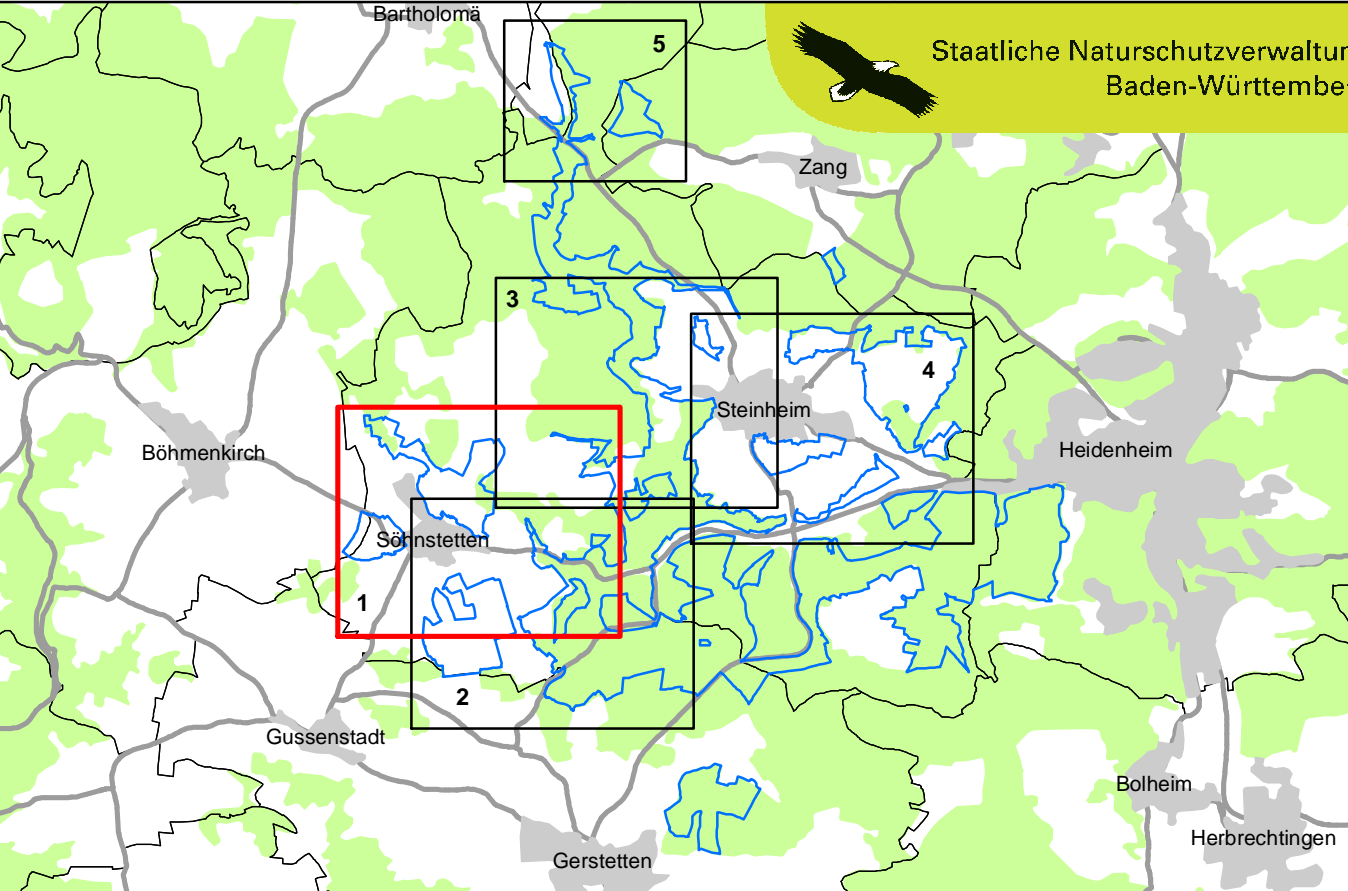 Bartholomä
5
Staatliche Naturschutzverwaltun
Baden-Württembe
Zang
3
4
Steinheim
Böhmenkirch
Heidenheim
Söhnstetten
1
2
Gussenstadt
Bolheim
Herbrechtingen
Gerstetten